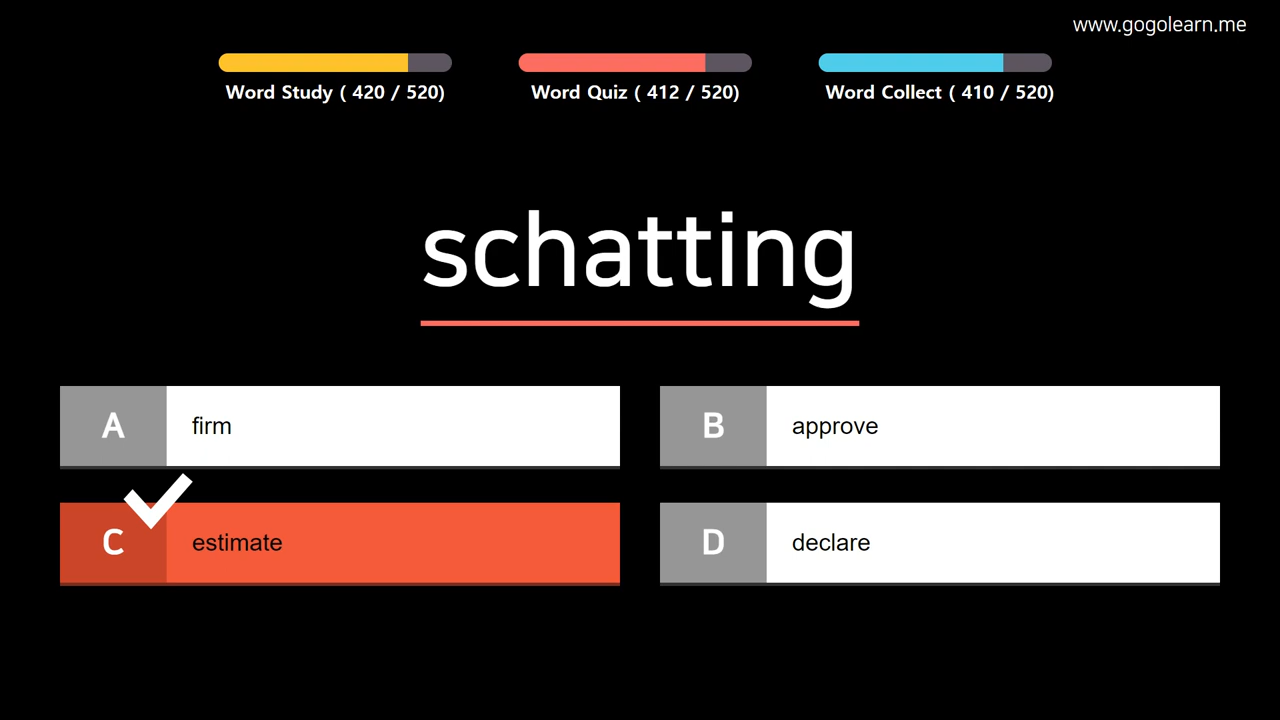 www.gogolearn.me
Word Study ( 420 / 520)
Word Quiz ( 412 / 520)
Word Collect ( 410 / 520)
schatting
A firm
B approve
C estimate
D declare